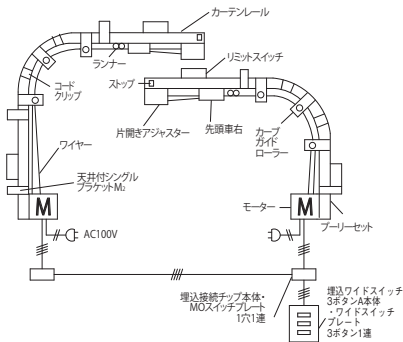 カーテンレール
ランナー
リミットスイッチ
コード
クリップ
ストップ
片開きアジャスター
先頭車右
カーブ
ガイド
ローラー
ワイヤー
天井付シングル
ブラケットM₂
M
モーター
M
プーリーセット
AC100V
埋込接続チップ本体・
MOスイッチプレート
1穴1連
埋込ワイドスイッチ
3ボタンA本体
・ワイドスイッチ
プレート
3ボタン1連